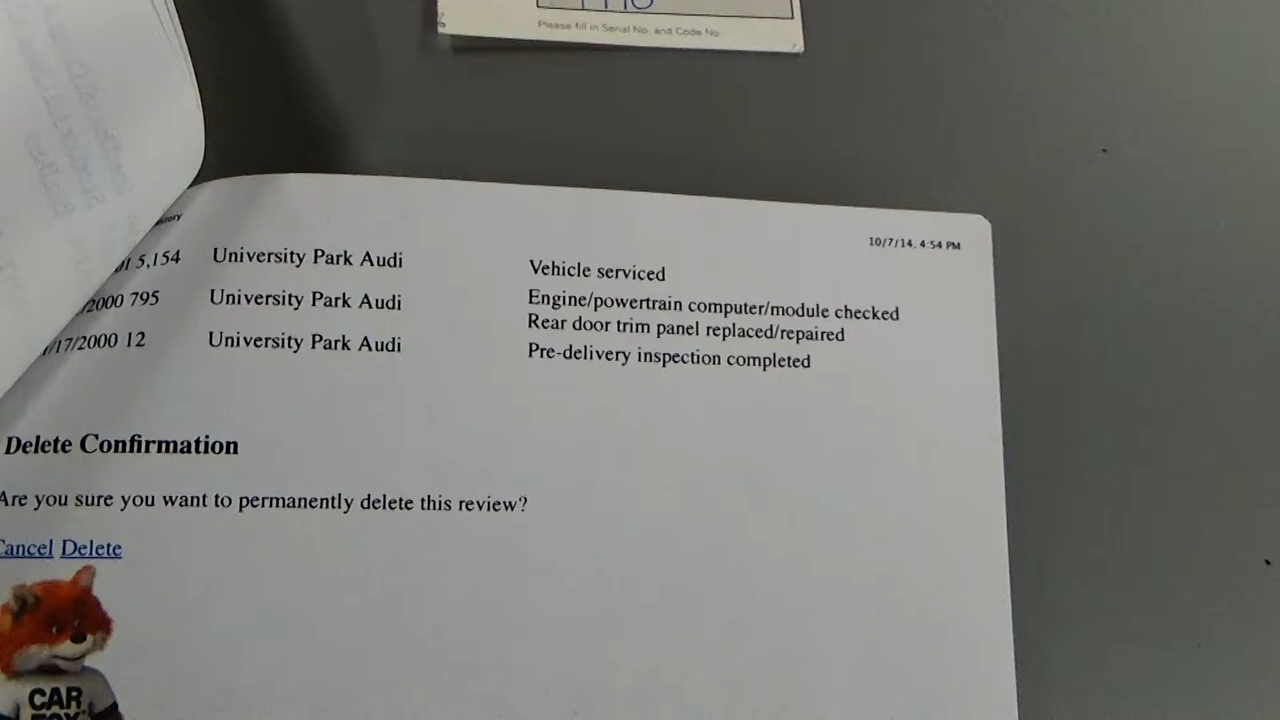 Please fill in Serial No. and Code No.
10/7/14, 4:54 PM
5,154 University Park Audi Vehicle serviced
/2000 795 University Park Audi Engine/powertrain computer/module checked
Rear door trim panel replaced/repaired
/17/2000 12 University Park Audi Pre-delivery inspection completed
Delete Confirmation
Are you sure you want to permanently delete this review?
Cancel Delete
CAR
FOX